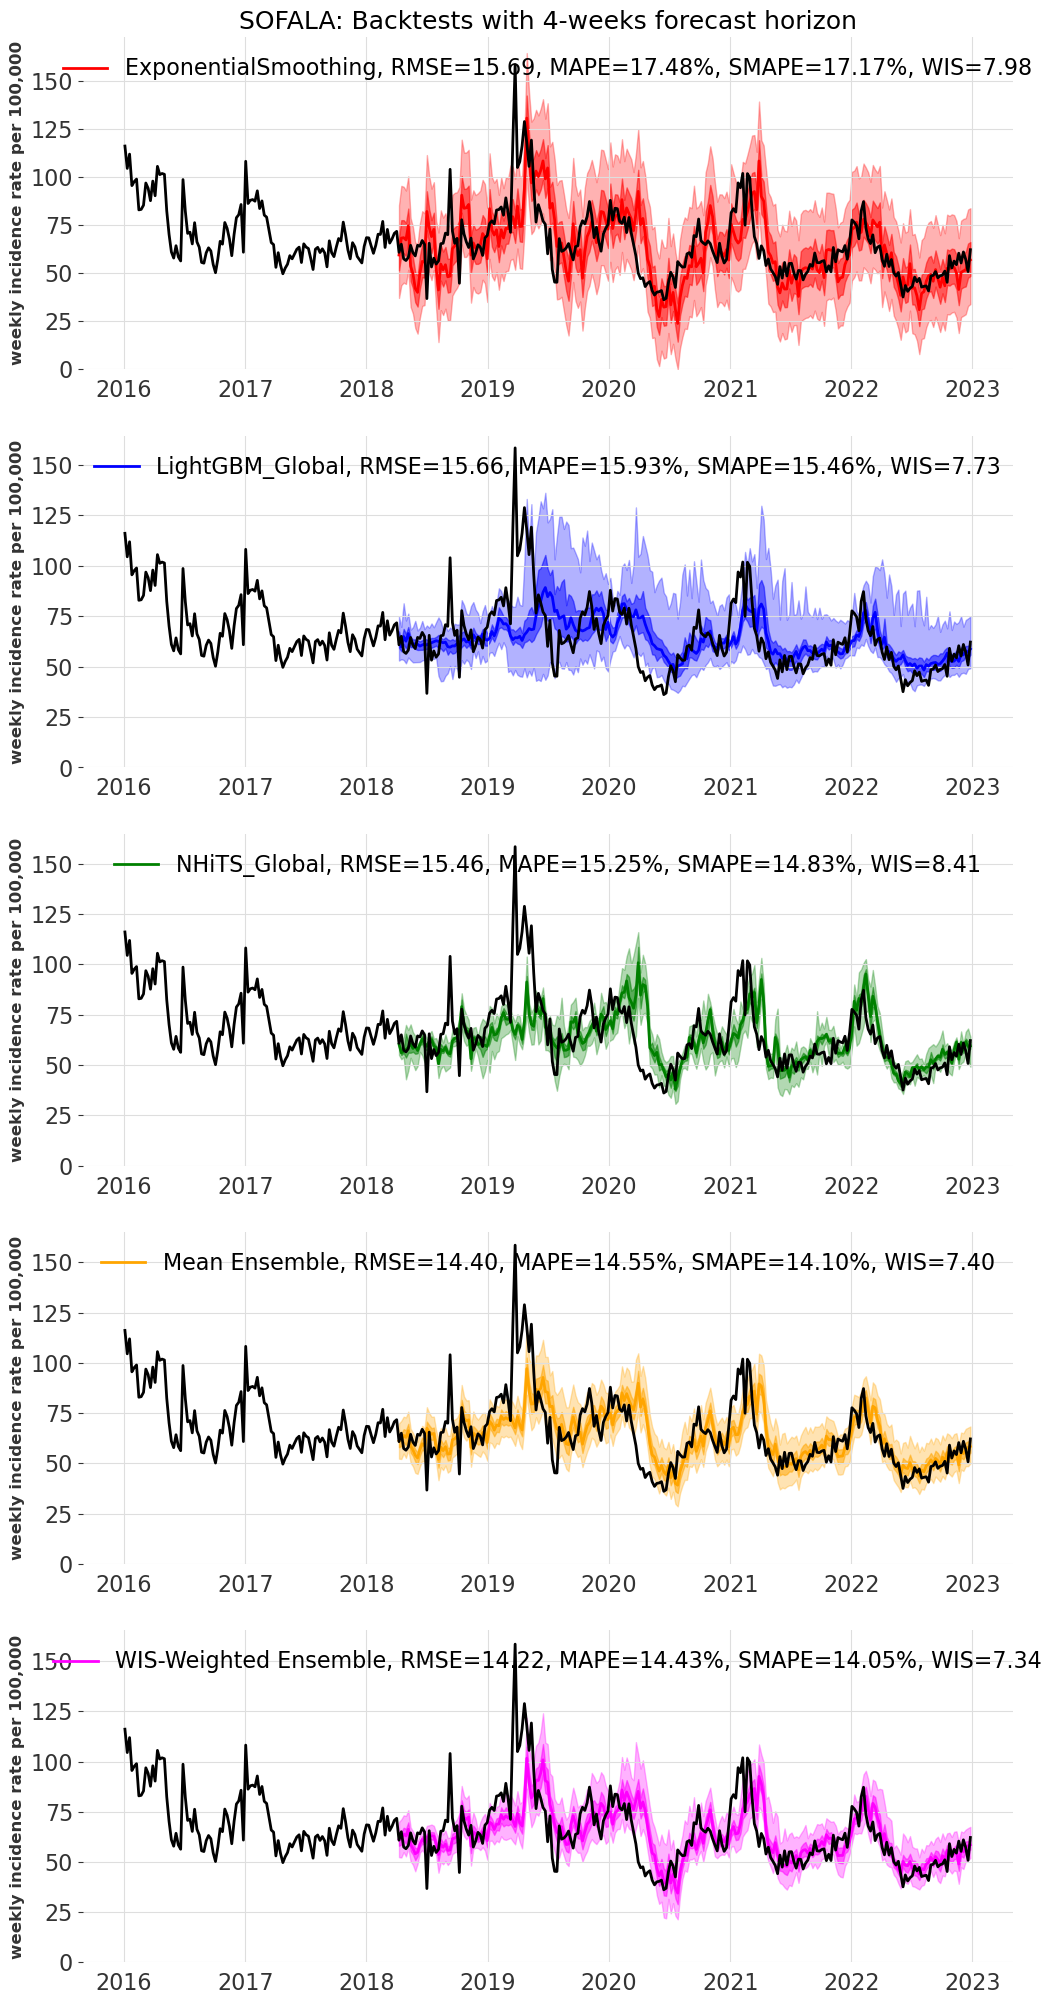 SOFALA: Backtests with 4-weeks forecast horizon
ExponentialSmoothing, RMSE=15.69, MAPE=17.48%, SMAPE=17.17%, WIS=7.98
weekly incidence rate per 100,000
150
125
100
75
50
25
0
2016 2017 2018 2019 2020 2021 2022 2023
LightGBM_Global, RMSE=15.66, MAPE=15.93%, SMAPE=15.46%, WIS=7.73
weekly incidence rate per 100,000
150
125
100
75
50
25
0
2016 2017 2018 2019 2020 2021 2022 2023
NHiTS_Global, RMSE=15.46, MAPE=15.25%, SMAPE=14.83%, WIS=8.41
weekly incidence rate per 100,000
150
125
100
75
50
25
0
2016 2017 2018 2019 2020 2021 2022 2023
Mean Ensemble, RMSE=14.40, MAPE=14.55%, SMAPE=14.10%, WIS=7.40
weekly incidence rate per 100,000
150
125
100
75
50
25
0
2016 2017 2018 2019 2020 2021 2022 2023
WIS-Weighted Ensemble, RMSE=14.22, MAPE=14.43%, SMAPE=14.05%, WIS=7.34
weekly incidence rate per 100,000
150
125
100
75
50
25
0
2016 2017 2018 2019 2020 2021 2022 2023